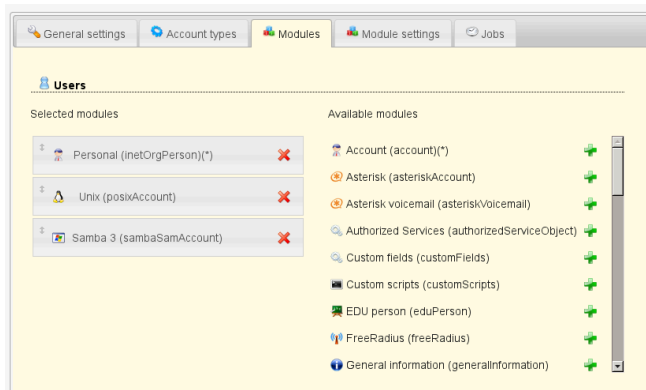 General settings
Account types
Modules
Module settings
Jobs
Users
Selected modules
Available modules
Personal (inetOrgPerson)(*)
Unix (posixAccount)
Samba 3 (sambaSamAccount)
Account (account)(*)
Asterisk (asteriskAccount)
Asterisk voicemail (asteriskVoicemail)
Authorized Services (authorizedServiceObject)
Custom fields (customFields)
Custom scripts (customScripts)
EDU person (eduPerson)
FreeRadius (freeRadius)
General information (generalInformation)